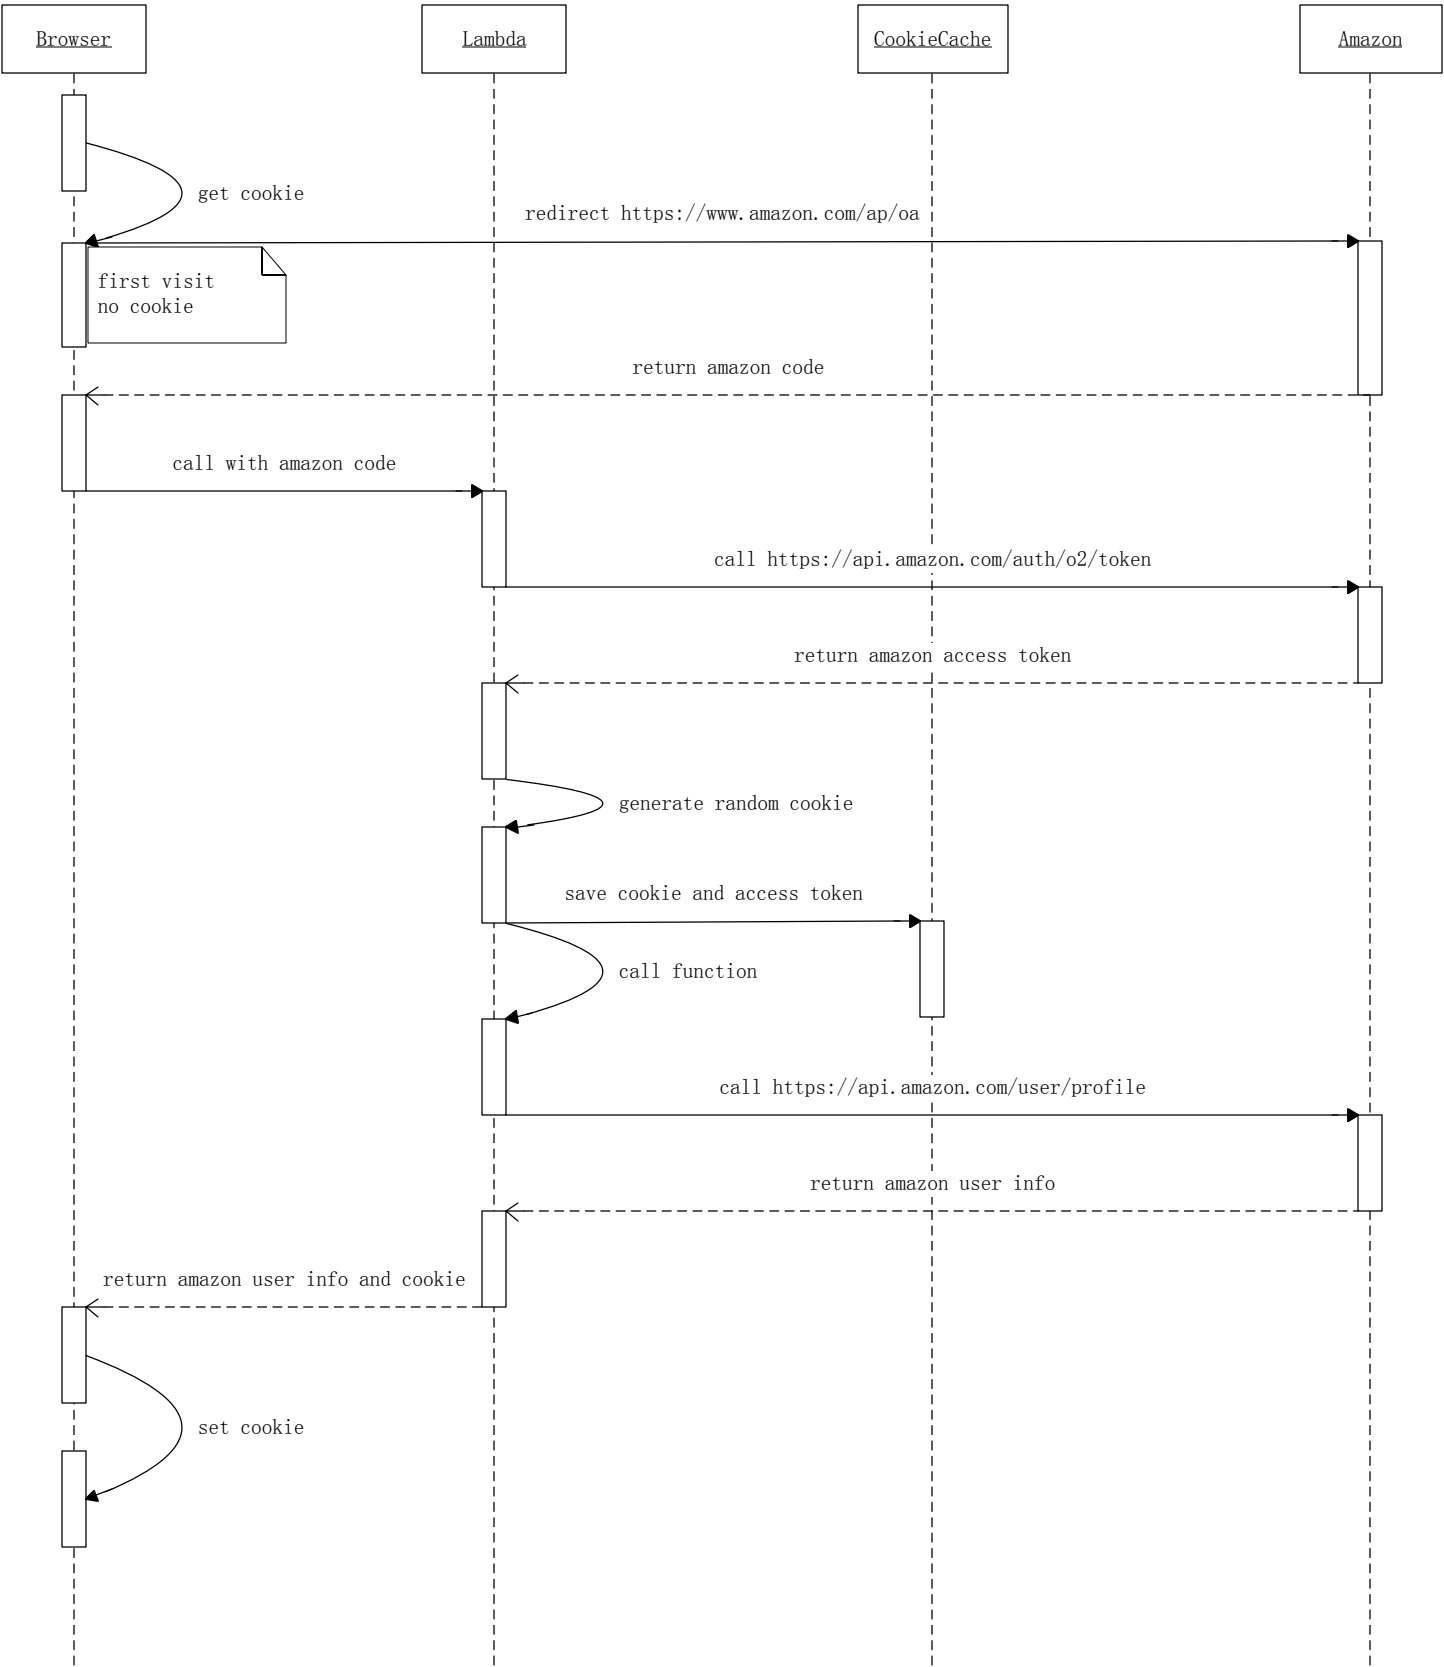 Browser
Lambda
CookieCache
Amazon
get cookie
redirect https://www.amazon.com/ap/oa
first visit
no cookie
return amazon code
call with amazon code
call https://api.amazon.com/auth/o2/token
return amazon access token
generate random cookie
save cookie and access token
call function
call https://api.amazon.com/user/profile
return amazon user info
return amazon user info and cookie
set cookie